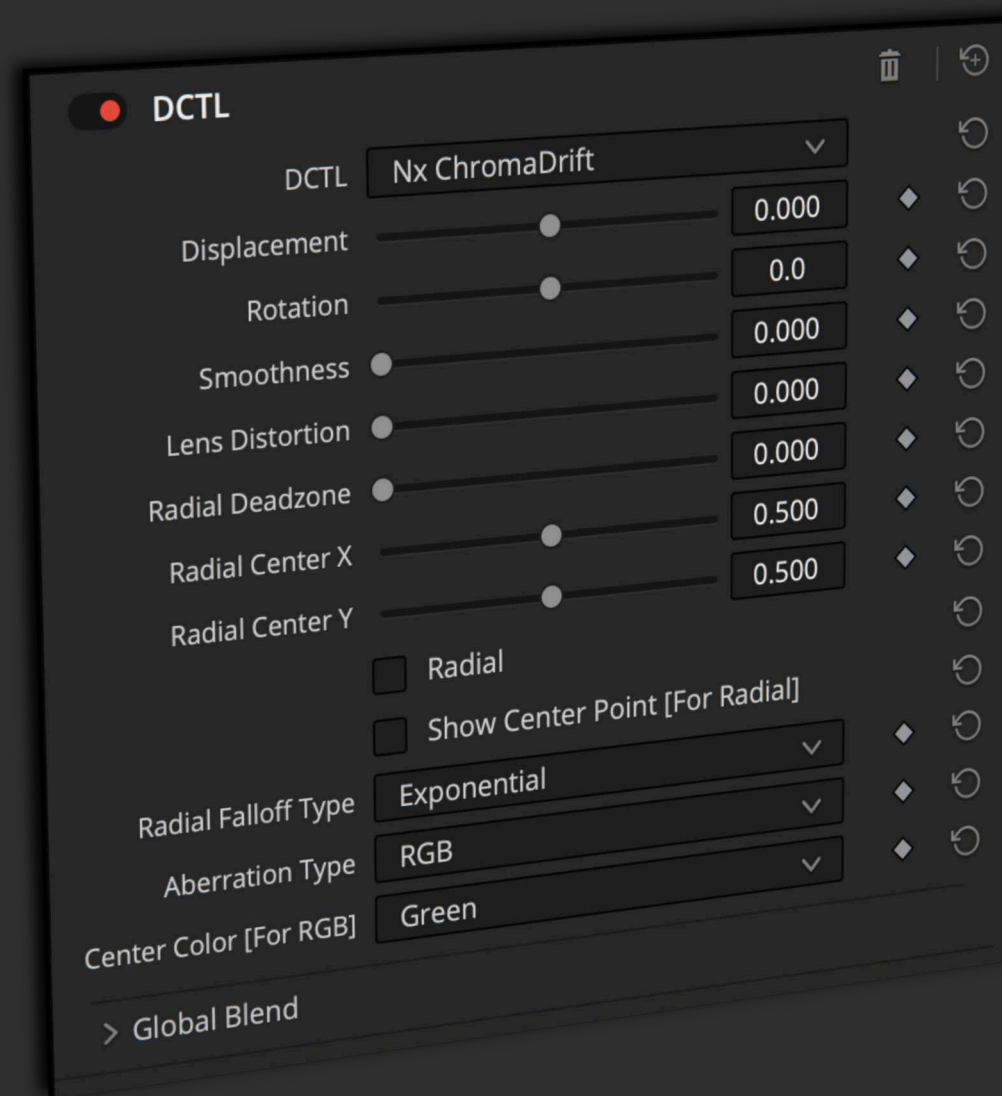 DCTL
DCTL Nx ChromaDrift
Displacement 0.000
Rotation 0.0
Smoothness 0.000
Lens Distortion 0.000
Radial Deadzone 0.000
Radial Center X 0.500
Radial Center Y 0.500
Radial
Show Center Point [For Radial]
Radial Falloff Type Exponential
Aberration Type RGB
Center Color [For RGB] Green
Global Blend